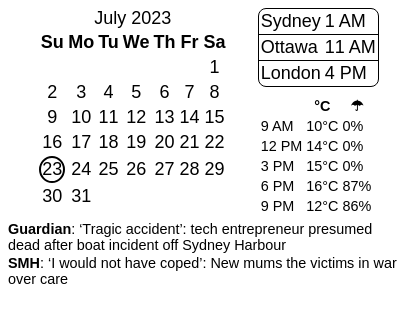 July 2023
Su Mo Tu We Th Fr Sa
1
2 3 4 5 6 7 8
9 10 11 12 13 14 15
16 17 18 19 20 21 22
23 24 25 26 27 28 29
30 31
Sydney 1 AM
Ottawa 11 AM
London 4 PM
°C ☂
9 AM 10°C 0%
12 PM 14°C 0%
3 PM 15°C 0%
6 PM 16°C 87%
9 PM 12°C 86%
Guardian: ‘Tragic accident’: tech entrepreneur presumed
dead after boat incident off Sydney Harbour
SMH: ‘I would not have coped’: New mums the victims in war
over care